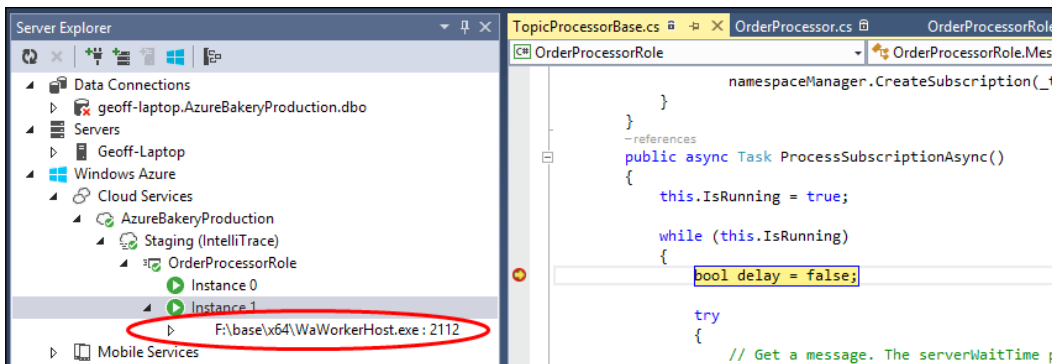 Server Explorer
Data Connections
geoff-laptop.AzureBakeryProduction.dbo
Servers
Geoff-Laptop
Windows Azure
Cloud Services
AzureBakeryProduction
Staging (IntelliTrace)
OrderProcessorRole
Instance 0
Instance 1
F:\base\x64\WaWorkerHost.exe : 2112
Mobile Services
TopicProcessorBase.cs OrderProcessor.cs OrderProcessorRole
C# OrderProcessorRole OrderProcessorRole.Mes
namespaceManager.CreateSubscription(_t
}
}
-references
public async Task ProcessSubscriptionAsync()
{
this.IsRunning = true;
while (this.IsRunning)
{
bool delay = false;
try
{
// Get a message. The serverWaitTime p